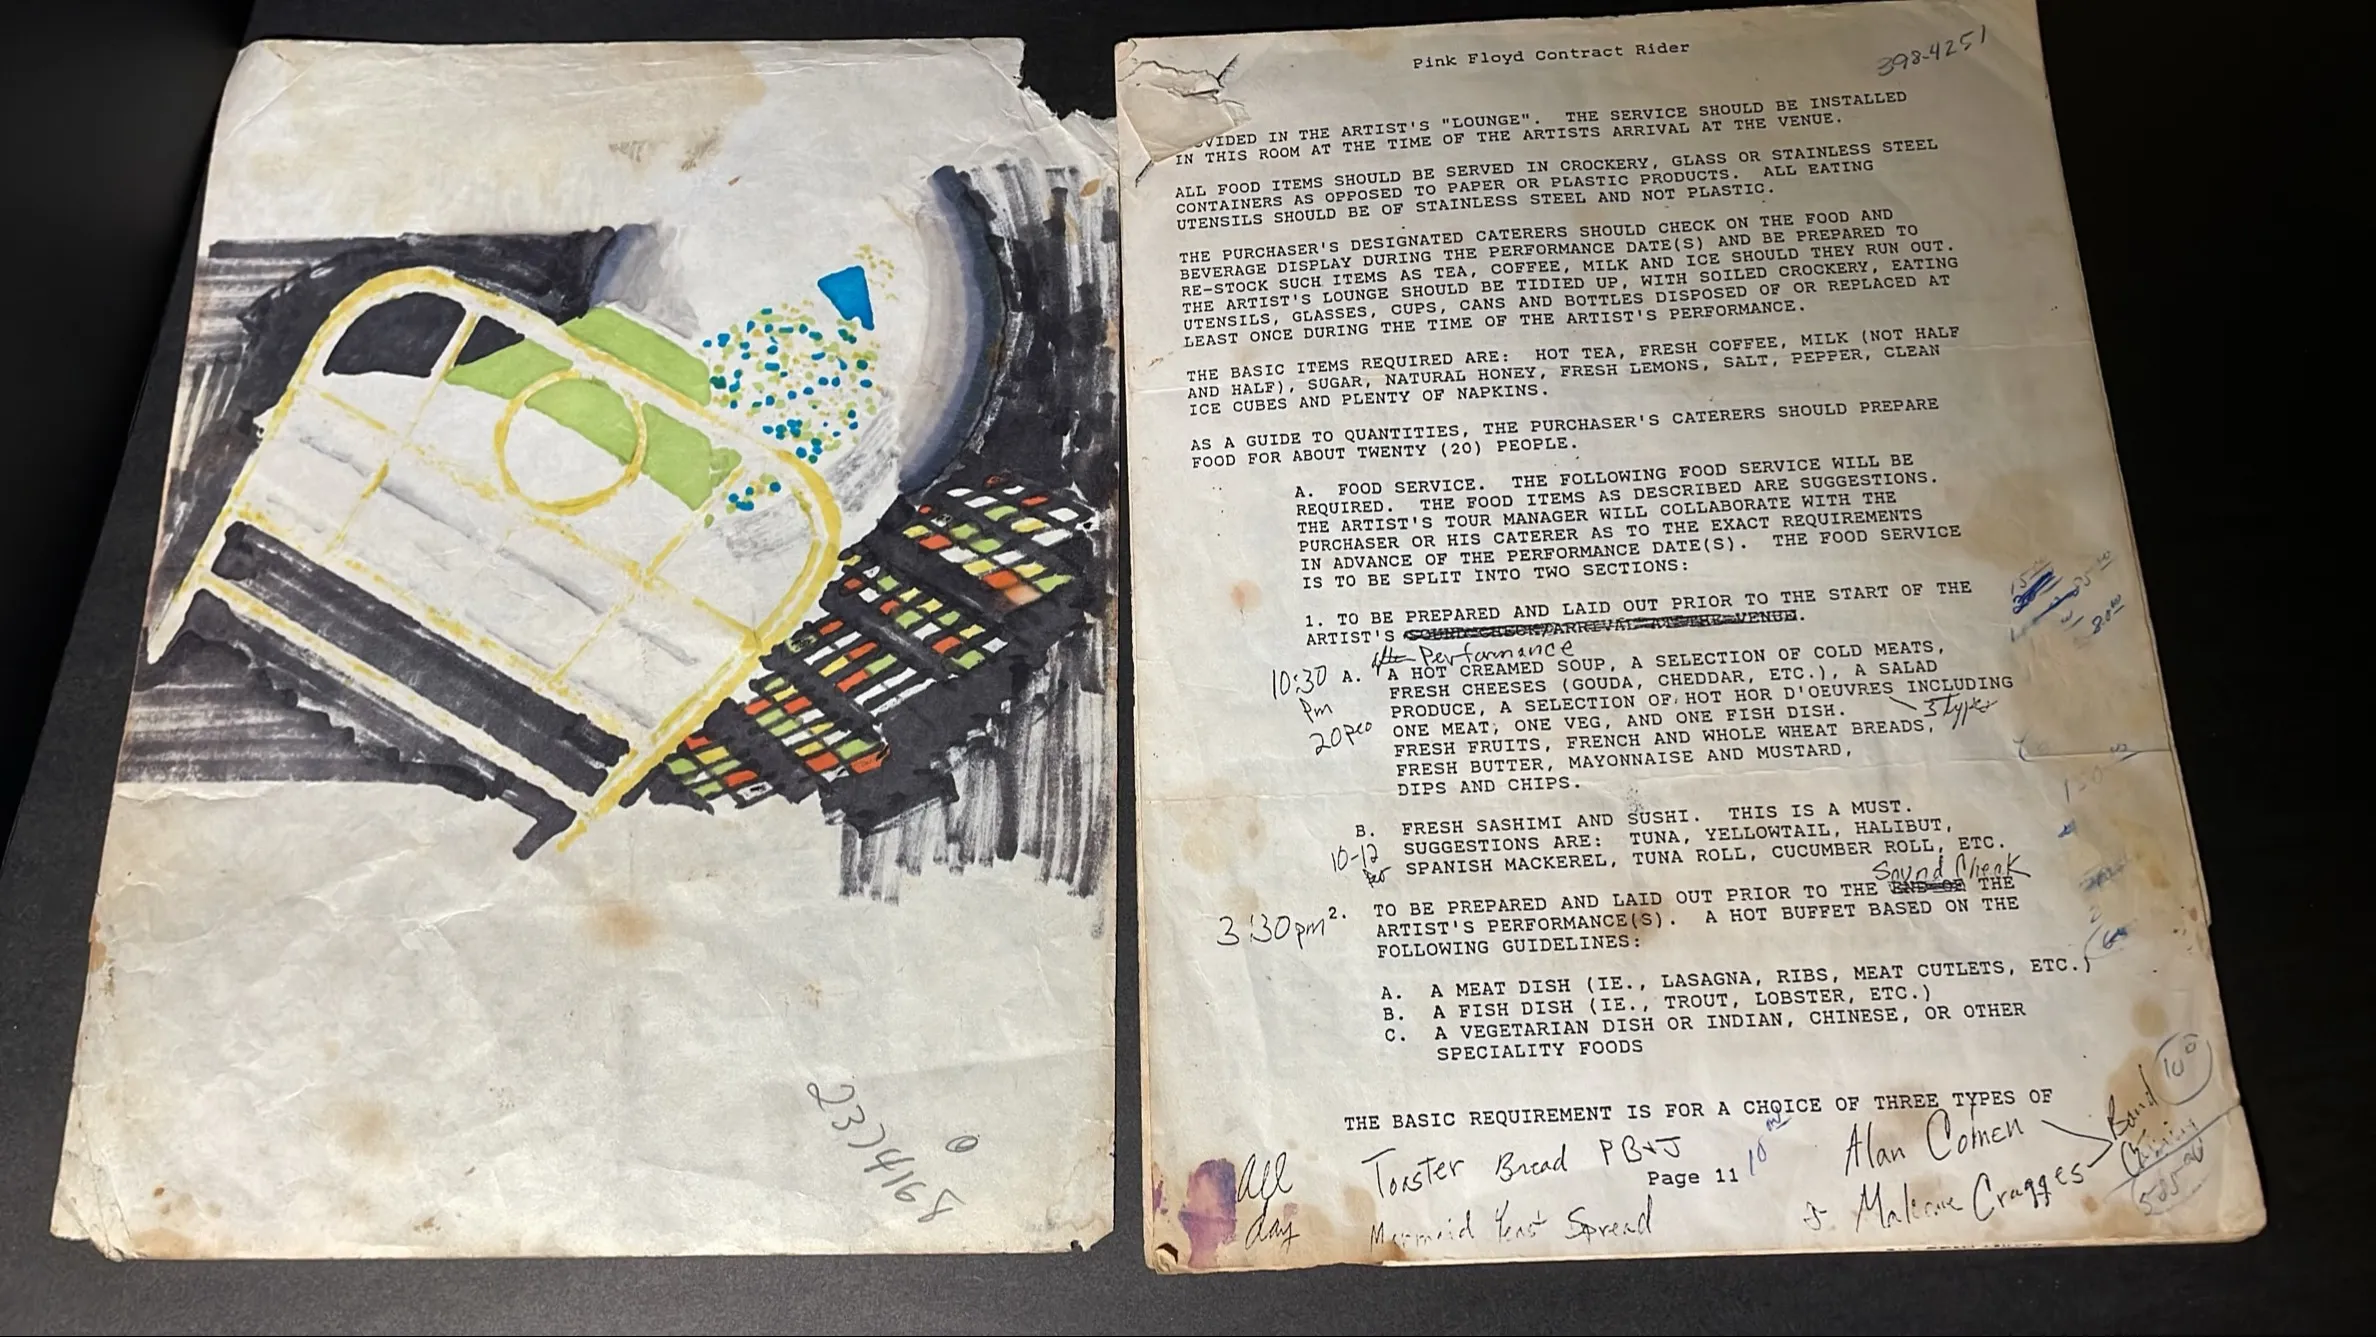 2374168
Pink Floyd Contract Rider
398-4251
VIDED IN THE ARTIST'S "LOUNGE". THE SERVICE SHOULD BE INSTALLED
IN THIS ROOM AT THE TIME OF THE ARTISTS ARRIVAL AT THE VENUE.
ALL FOOD ITEMS SHOULD BE SERVED IN CROCKERY, GLASS OR STAINLESS STEEL
CONTAINERS AS OPPOSED TO PAPER OR PLASTIC PRODUCTS. ALL EATING
UTENSILS SHOULD BE OF STAINLESS STEEL AND NOT PLASTIC.
THE PURCHASER'S DESIGNATED CATERERS SHOULD CHECK ON THE FOOD AND
BEVERAGE DISPLAY DURING THE PERFORMANCE DATE(S) AND BE PREPARED TO
RE-STOCK SUCH ITEMS AS TEA, COFFEE, MILK AND ICE SHOULD THEY RUN OUT.
THE ARTIST'S LOUNGE SHOULD BE TIDIED UP, WITH SOILED CROCKERY, EATING
UTENSILS, GLASSES, CUPS, CANS AND BOTTLES DISPOSED OF OR REPLACED AT
LEAST ONCE DURING THE TIME OF THE ARTIST'S PERFORMANCE.
THE BASIC ITEMS REQUIRED ARE: HOT TEA, FRESH COFFEE, MILK (NOT HALF
AND HALF), SUGAR, NATURAL HONEY, FRESH LEMONS, SALT, PEPPER, CLEAN
ICE CUBES AND PLENTY OF NAPKINS.
AS A GUIDE TO QUANTITIES, THE PURCHASER'S CATERERS SHOULD PREPARE
FOOD FOR ABOUT TWENTY (20) PEOPLE.
A. FOOD SERVICE. THE FOLLOWING FOOD SERVICE WILL BE
REQUIRED. THE FOOD ITEMS AS DESCRIBED ARE SUGGESTIONS.
THE ARTIST'S TOUR MANAGER WILL COLLABORATE WITH THE
PURCHASER OR HIS CATERER AS TO THE EXACT REQUIREMENTS
IN ADVANCE OF THE PERFORMANCE DATE(S). THE FOOD SERVICE
IS TO BE SPLIT INTO TWO SECTIONS:
1. TO BE PREPARED AND LAID OUT PRIOR TO THE START OF THE
ARTIST'S SOUND CHECK/ARRIVAL AT THE VENUE.
Performance
10:30 pm
20 peo
A. A HOT CREAMED SOUP, A SELECTION OF COLD MEATS,
FRESH CHEESES (GOUDA, CHEDDAR, ETC.), A SALAD
PRODUCE, A SELECTION OF HOT HOR D'OEUVRES INCLUDING
3 types
ONE MEAT, ONE VEG, AND ONE FISH DISH.
FRESH FRUITS, FRENCH AND WHOLE WHEAT BREADS,
FRESH BUTTER, MAYONNAISE AND MUSTARD,
DIPS AND CHIPS.
B. FRESH SASHIMI AND SUSHI. THIS IS A MUST.
10-12
SUGGESTIONS ARE: TUNA, YELLOWTAIL, HALIBUT,
SPANISH MACKEREL, TUNA ROLL, CUCUMBER ROLL, ETC.
Sound Check
3:30pm
2. TO BE PREPARED AND LAID OUT PRIOR TO THE END OF THE
ARTIST'S PERFORMANCE(S). A HOT BUFFET BASED ON THE
FOLLOWING GUIDELINES:
A. A MEAT DISH (IE., LASAGNA, RIBS, MEAT CUTLETS, ETC.)
B. A FISH DISH (IE., TROUT, LOBSTER, ETC.)
C. A VEGETARIAN DISH OR INDIAN, CHINESE, OR OTHER
SPECIALITY FOODS
THE BASIC REQUIREMENT IS FOR A CHOICE OF THREE TYPES OF
All day
Toaster Bread PB+J
Page 11
Mermaid Yeast Spread
Alan Cohen
Cragges
Band
100